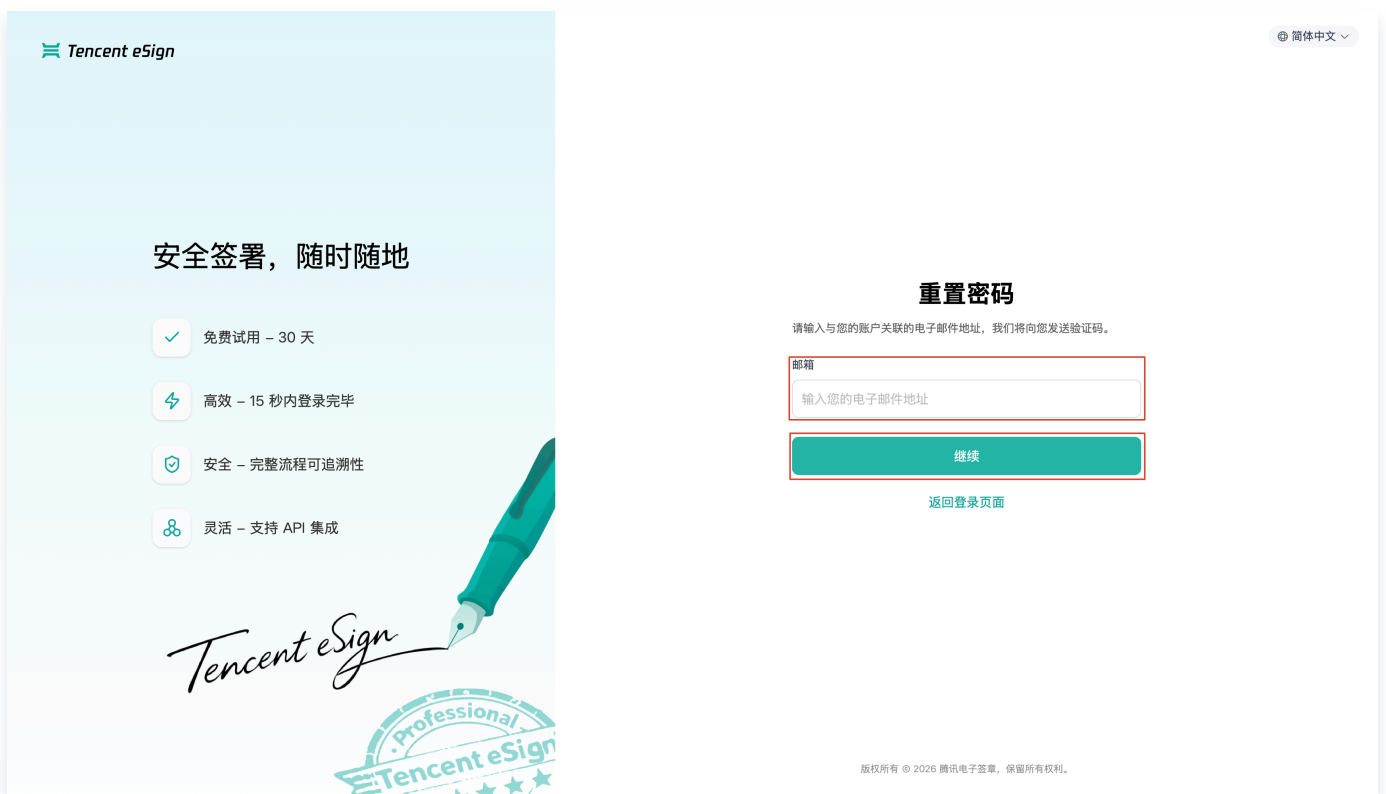 Tencent eSign
简体中文
安全签署，随时随地
免费试用 – 30 天
高效 – 15 秒内登录完毕
安全 – 完整流程可追溯性
灵活 – 支持 API 集成
Tencent eSign
Professional
Tencent eSign
重置密码
请输入与您的账户关联的电子邮件地址，我们将向您发送验证码。
邮箱
输入您的电子邮件地址
继续
返回登录页面
版权所有 © 2026 腾讯电子签章，保留所有权利。